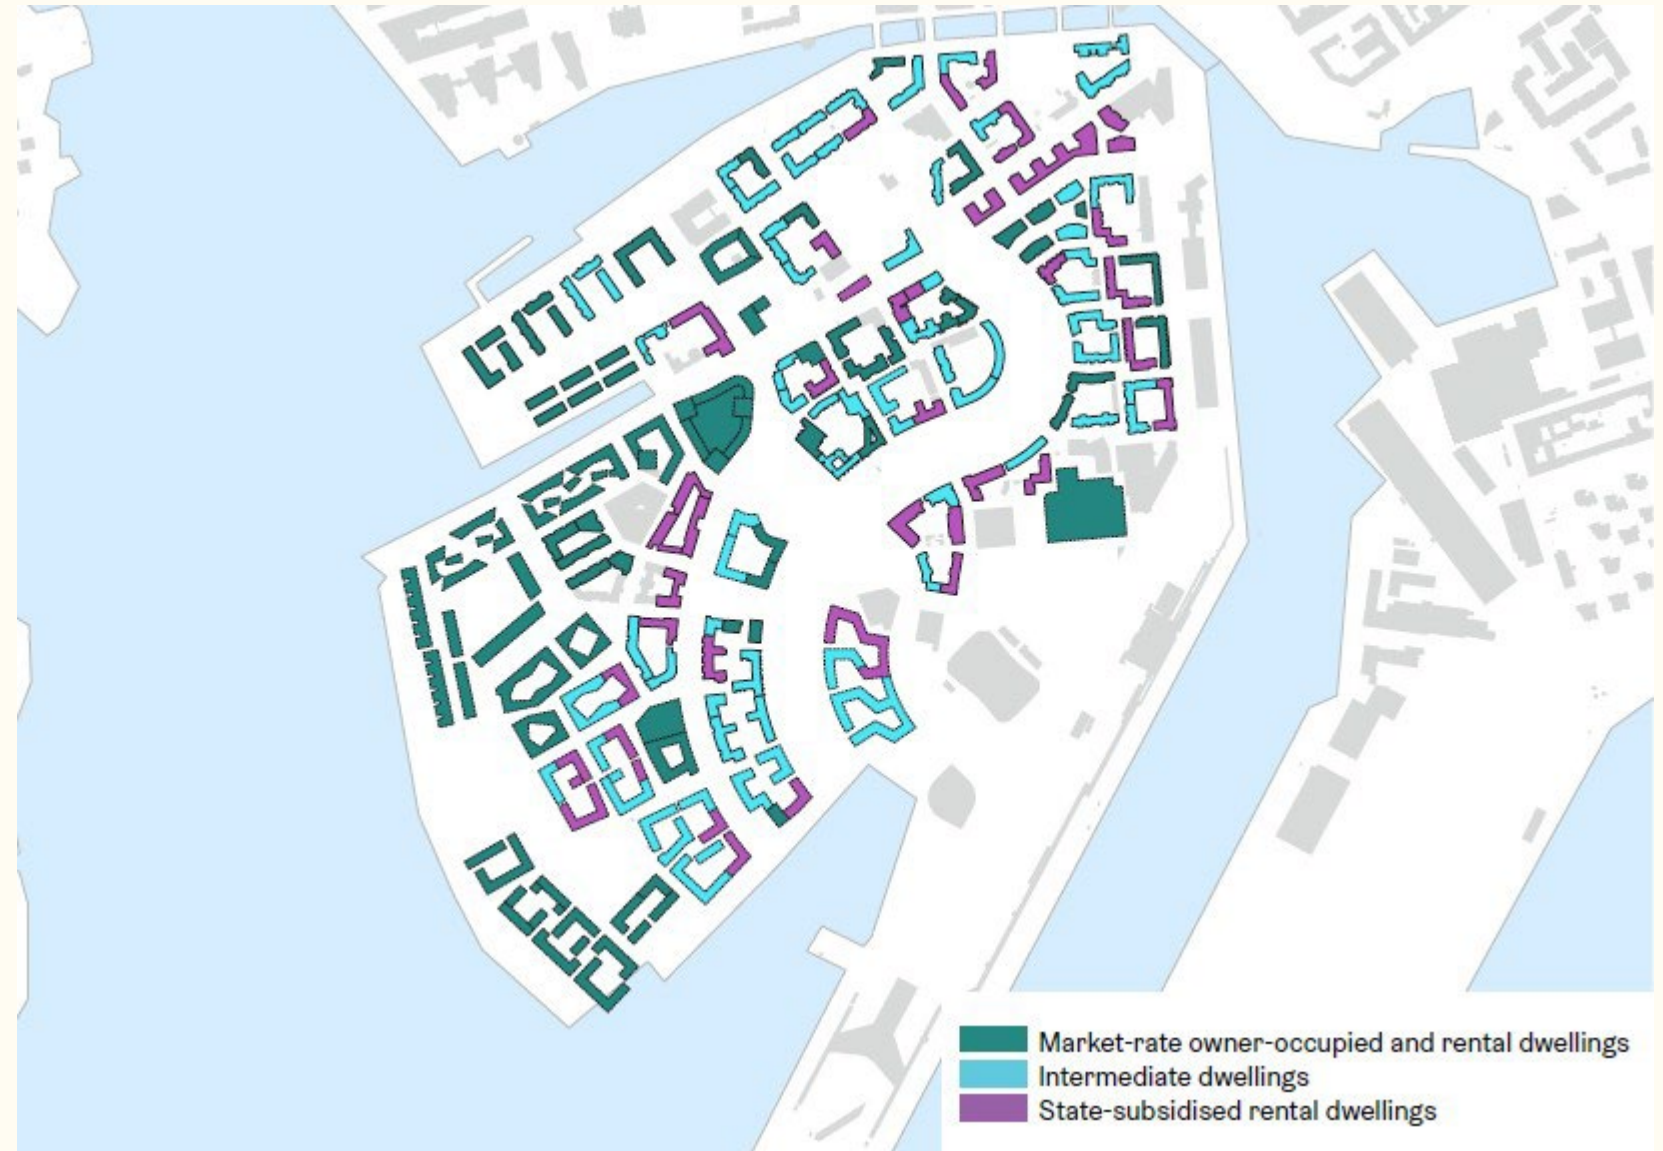 Market-rate owner-occupied and rental dwellings
Intermediate dwellings
State-subsidised rental dwellings